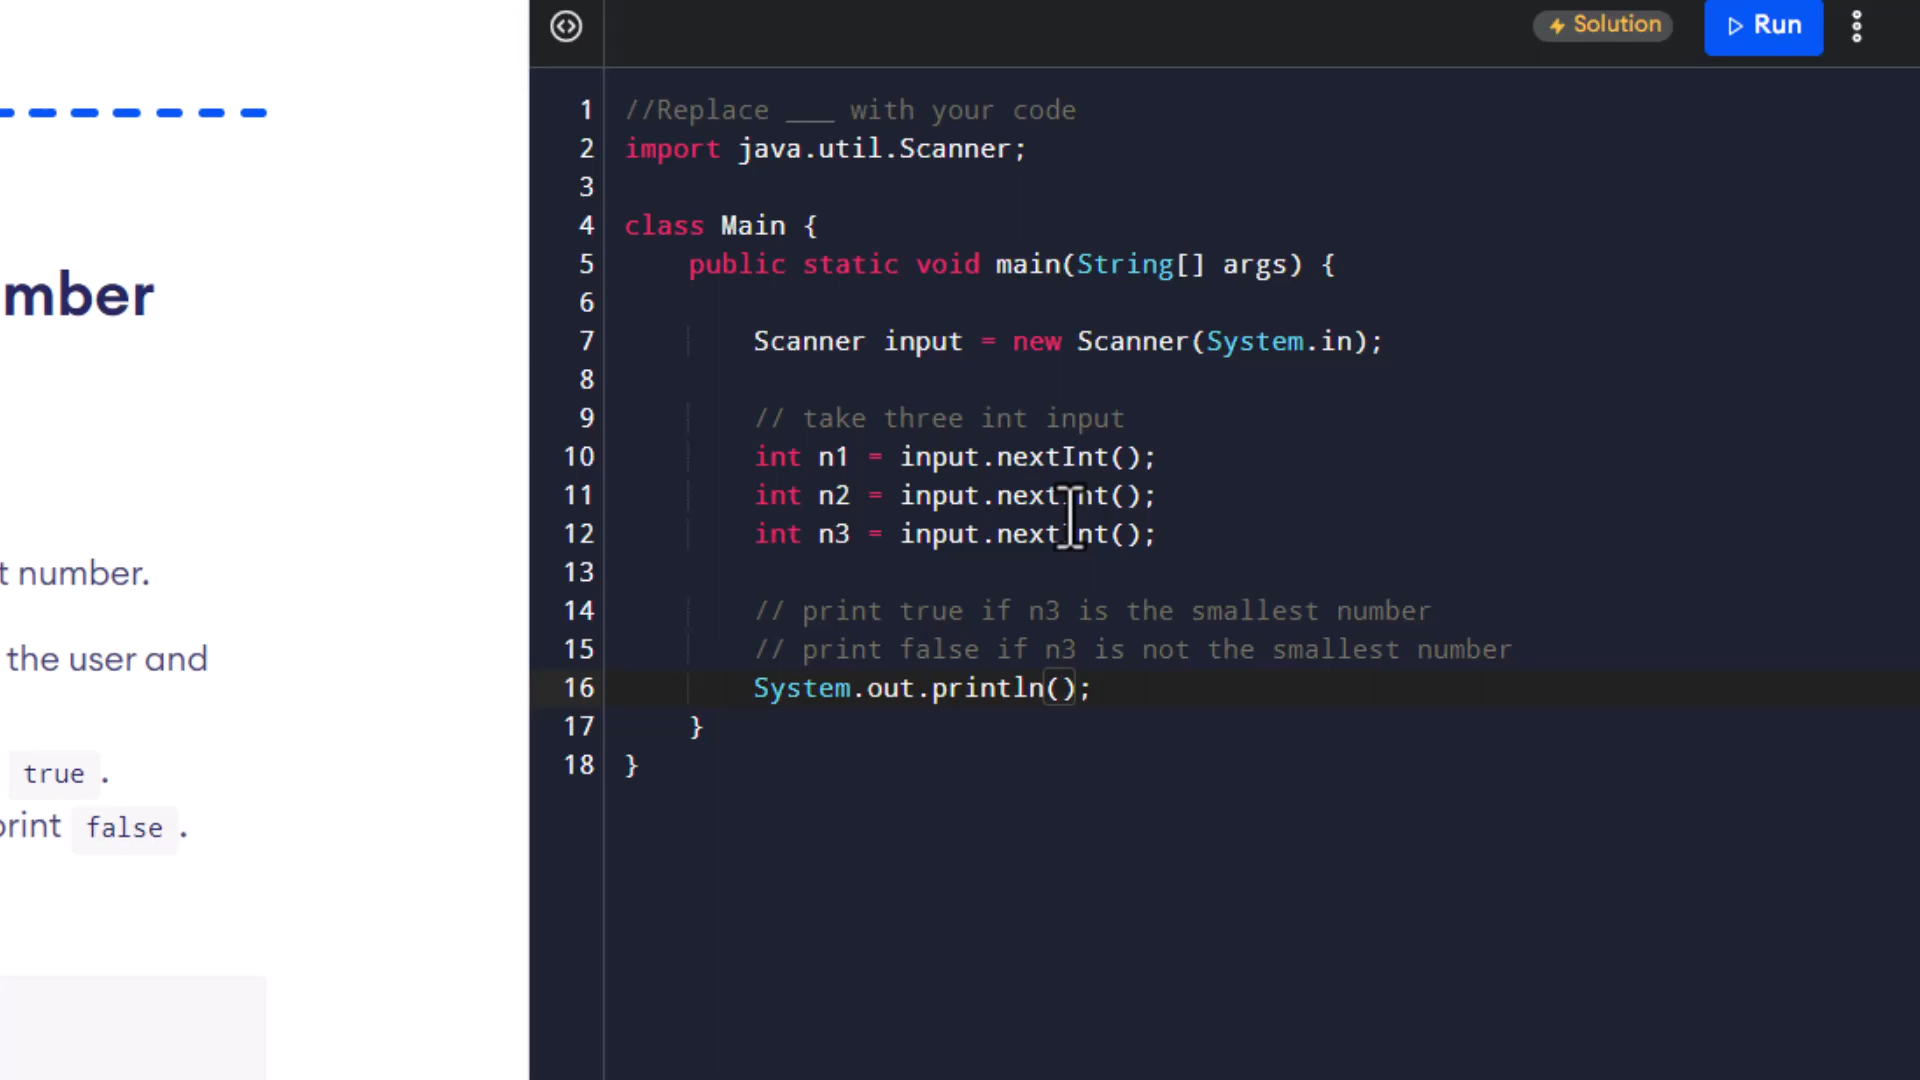 mber
t number.
the user and
true .
rint false .
Solution
Run
1 //Replace ___ with your code
2 import java.util.Scanner;
3
4 class Main {
5 public static void main(String[] args) {
6
7 Scanner input = new Scanner(System.in);
8
9 // take three int input
10 int n1 = input.nextInt();
11 int n2 = input.nextInt();
12 int n3 = input.nextInt();
13
14 // print true if n3 is the smallest number
15 // print false if n3 is not the smallest number
16 System.out.println();
17 }
18 }